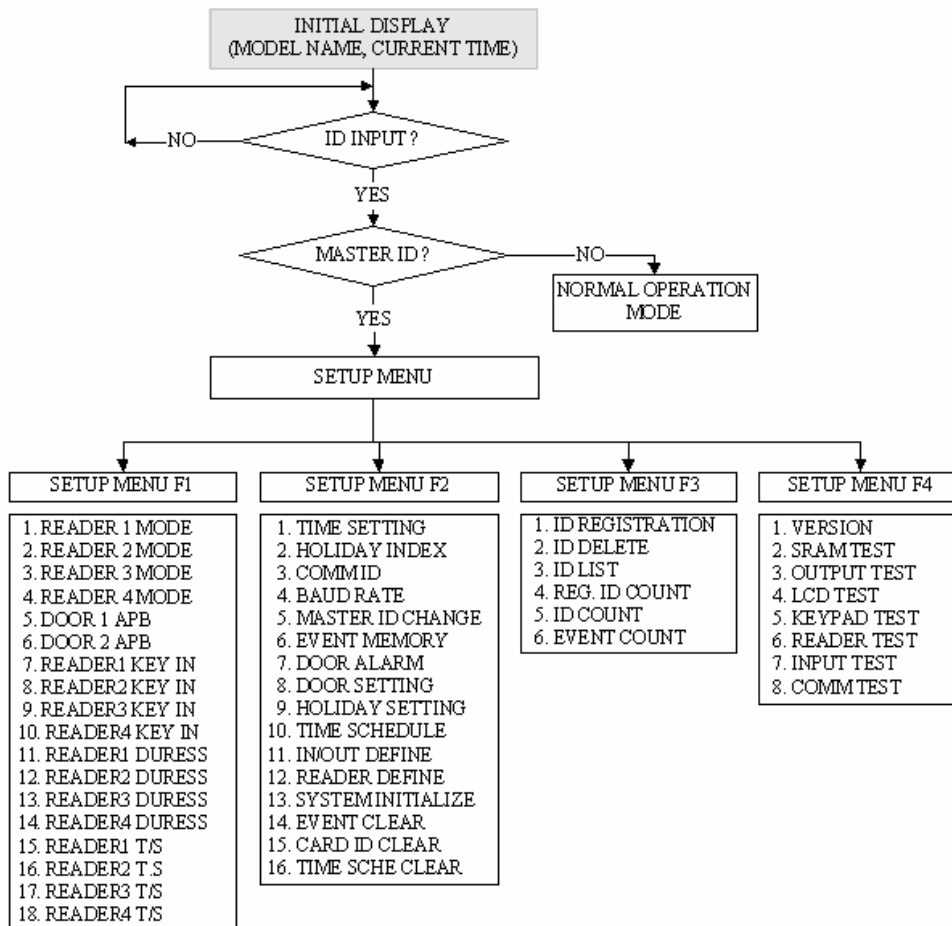 INITIAL DISPLAY
(MODEL NAME, CURRENT TIME)
ID INPUT ?
NO
YES
MASTER ID ?
NO
NORMAL OPERATION
MODE
YES
SETUP MENU
SETUP MENU F1
1. READER 1 MODE
2. READER 2 MODE
3. READER 3 MODE
4. READER 4 MODE
5. DOOR 1 APB
6. DOOR 2 APB
7. READER1 KEY IN
8. READER2 KEY IN
9. READER3 KEY IN
10. READER4 KEY IN
11. READER1 DURESS
12. READER2 DURESS
13. READER3 DURESS
14. READER4 DURESS
15. READER1 T/S
16. READER2 T.S
17. READER3 T/S
18. READER4 T/S
SETUP MENU F2
1. TIME SETTING
2. HOLIDAY INDEX
3. COMM ID
4. BAUD RATE
5. MASTER ID CHANGE
6. EVENT MEMORY
7. DOOR ALARM
8. DOOR SETTING
9. HOLIDAY SETTING
10. TIME SCHEDULE
11. IN/OUT DEFINE
12. READER DEFINE
13. SYSTEM INITIALIZE
14. EVENT CLEAR
15. CARD ID CLEAR
16. TIME SCHE CLEAR
SETUP MENU F3
1. ID REGISTRATION
2. ID DELETE
3. ID LIST
4. REG. ID COUNT
5. ID COUNT
6. EVENT COUNT
SETUP MENU F4
1. VERSION
2. SRAM TEST
3. OUTPUT TEST
4. LCD TEST
5. KEYPAD TEST
6. READER TEST
7. INPUT TEST
8. COMM TEST